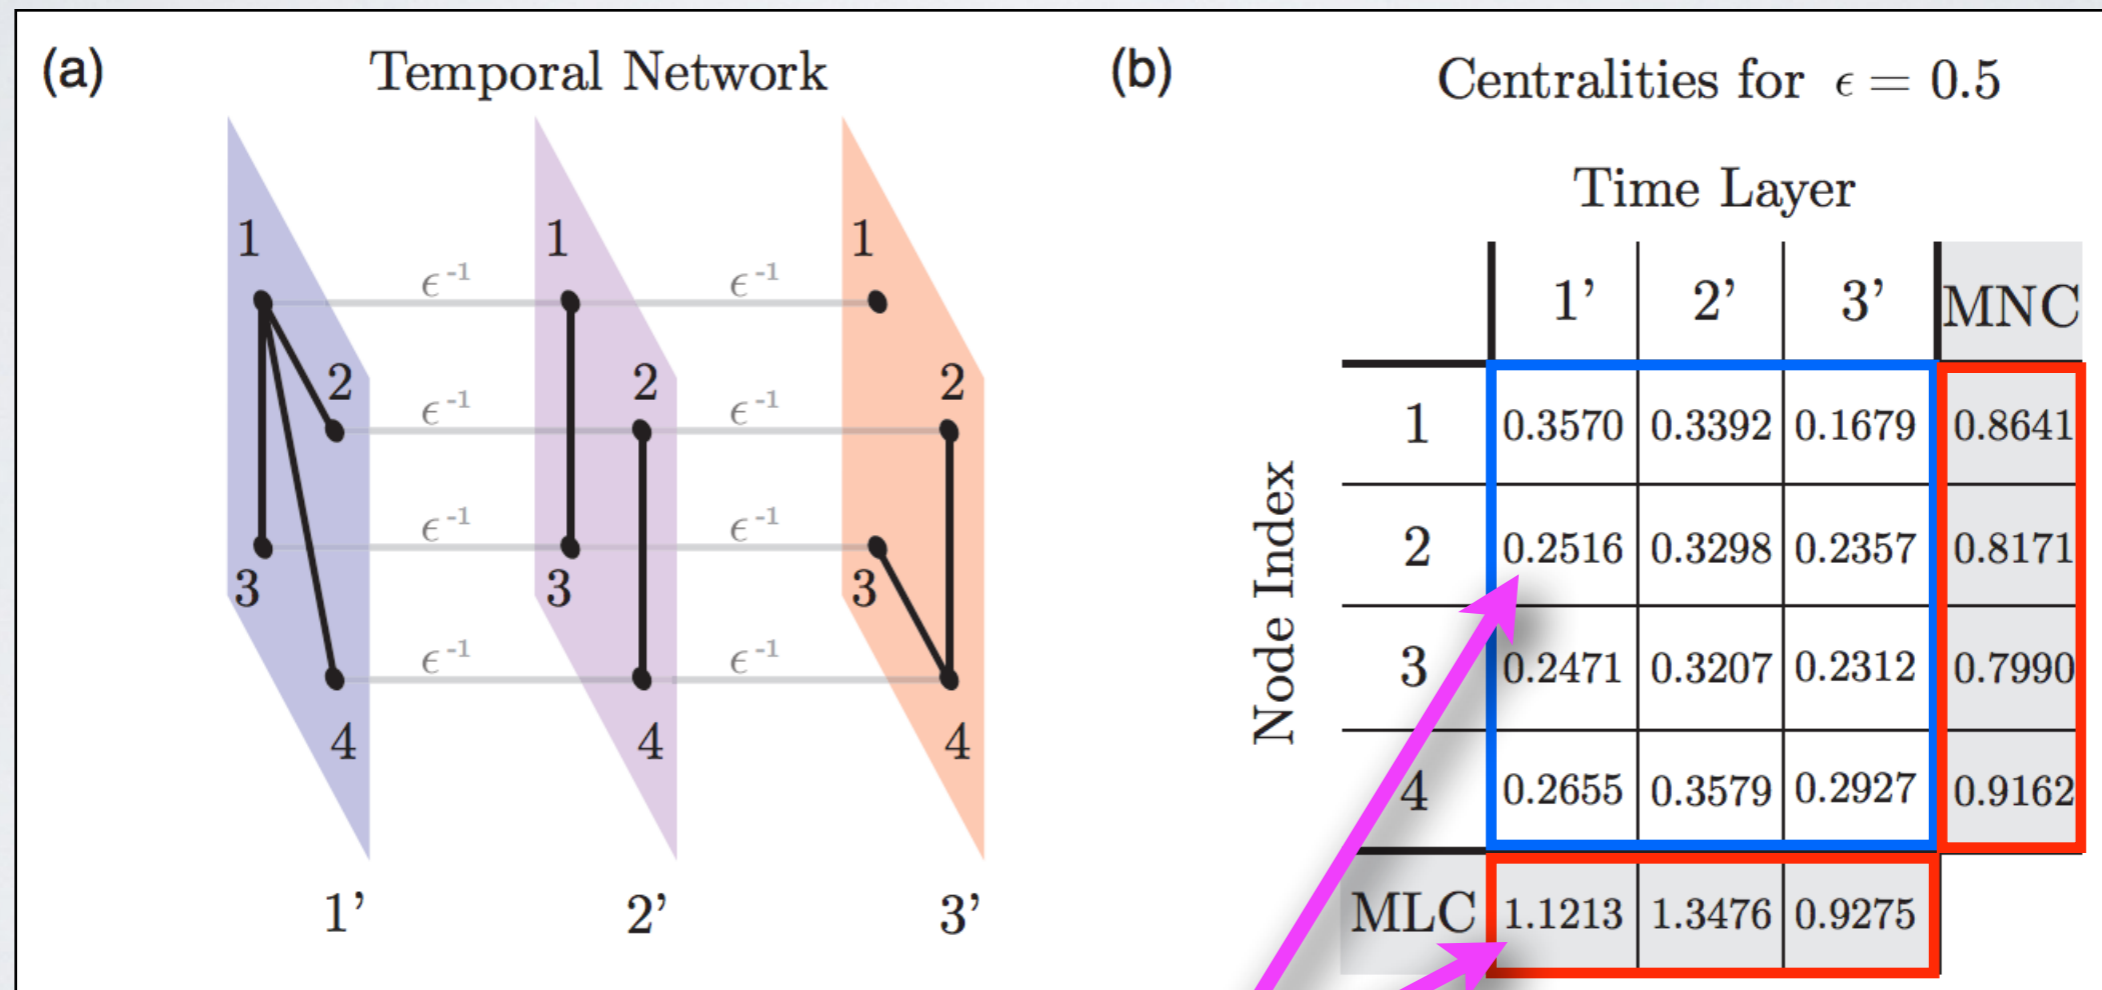 (a) Temporal Network
1 1 1
ϵ⁻¹ ϵ⁻¹
2 2 2
ϵ⁻¹ ϵ⁻¹
ϵ⁻¹ ϵ⁻¹
3 3 3
ϵ⁻¹ ϵ⁻¹
4 4 4
1’ 2’ 3’
(b) Centralities for ϵ = 0.5
Time Layer
1’ 2’ 3’ MNC
Node Index
1 0.3570 0.3392 0.1679 0.8641
2 0.2516 0.3298 0.2357 0.8171
3 0.2471 0.3207 0.2312 0.7990
4 0.2655 0.3579 0.2927 0.9162
MLC 1.1213 1.3476 0.9275